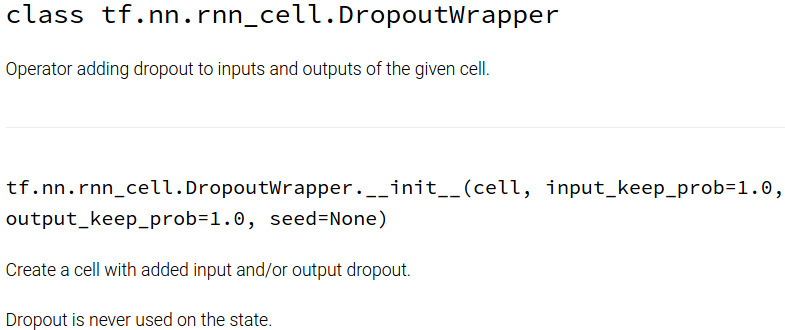 class tf.nn.rnn_cell.DropoutWrapper
Operator adding dropout to inputs and outputs of the given cell.
tf.nn.rnn_cell.DropoutWrapper.__init__(cell, input_keep_prob=1.0,
output_keep_prob=1.0, seed=None)
Create a cell with added input and/or output dropout.
Dropout is never used on the state.